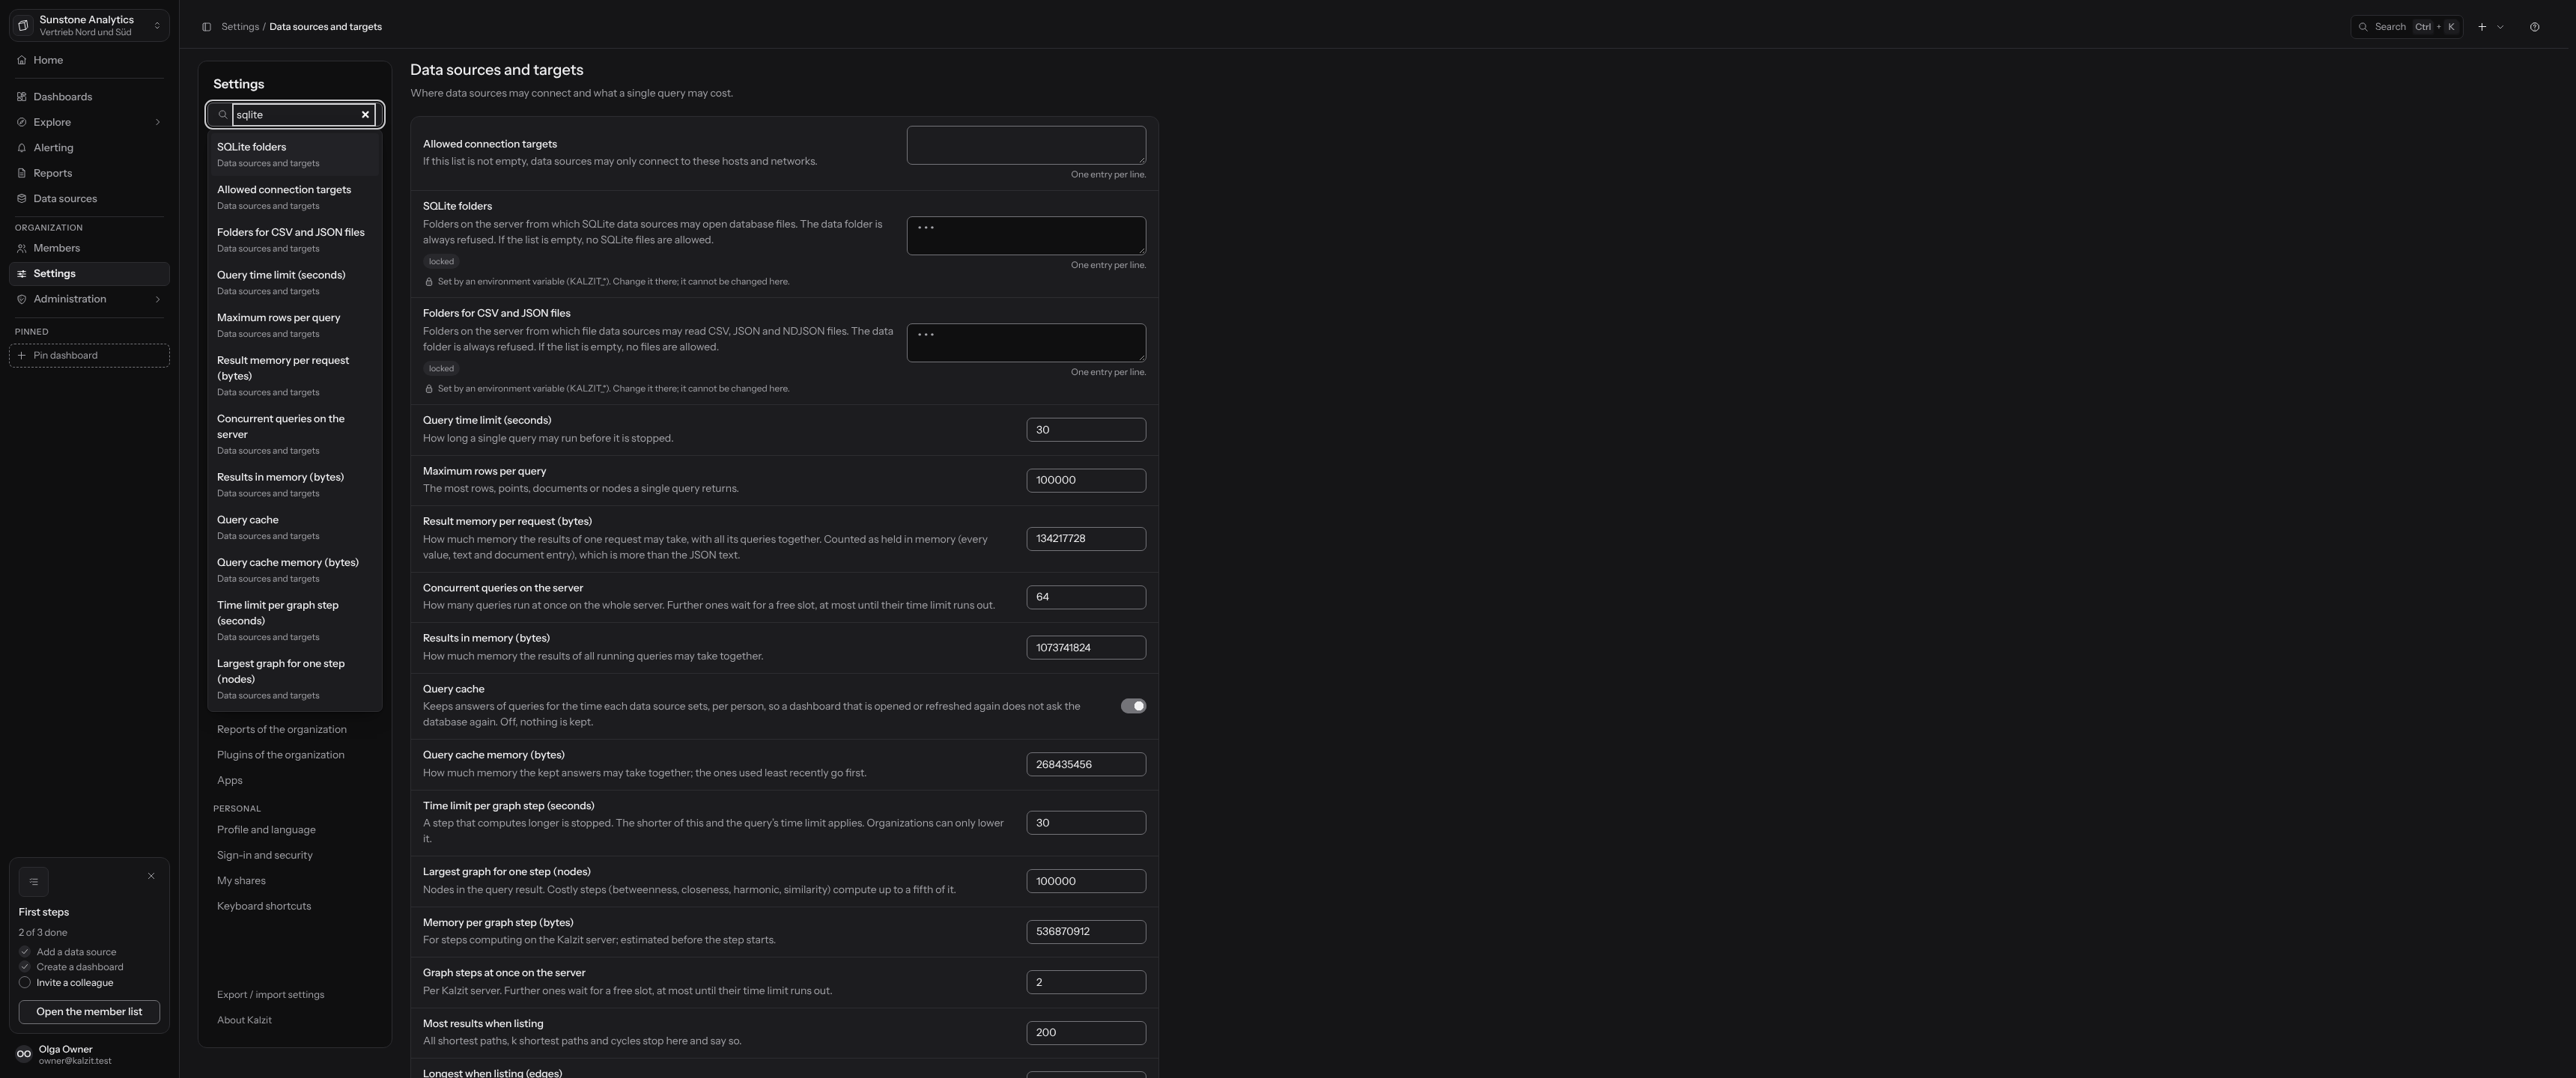 Sunstone Analytics
Vertrieb Nord und Süd
Home
Dashboards
Explore
Alerting
Reports
Data sources
ORGANIZATION
Members
Settings
Administration
PINNED
Pin dashboard
First steps
2 of 3 done
Add a data source
Create a dashboard
Invite a colleague
Open the member list
OO
Olga Owner
owner@kalzit.test
Settings / Data sources and targets
Search Ctrl + K
Settings
sqlite
SQLite folders
Data sources and targets
Allowed connection targets
Data sources and targets
Folders for CSV and JSON files
Data sources and targets
Query time limit (seconds)
Data sources and targets
Maximum rows per query
Data sources and targets
Result memory per request
(bytes)
Data sources and targets
Concurrent queries on the
server
Data sources and targets
Results in memory (bytes)
Data sources and targets
Query cache
Data sources and targets
Query cache memory (bytes)
Data sources and targets
Time limit per graph step
(seconds)
Data sources and targets
Largest graph for one step
(nodes)
Data sources and targets
Reports of the organization
Plugins of the organization
Apps
PERSONAL
Profile and language
Sign-in and security
My shares
Keyboard shortcuts
Export / import settings
About Kalzit
Data sources and targets
Where data sources may connect and what a single query may cost.
Allowed connection targets
If this list is not empty, data sources may only connect to these hosts and networks.
One entry per line.
SQLite folders
Folders on the server from which SQLite data sources may open database files. The data folder is
always refused. If the list is empty, no SQLite files are allowed.
locked
Set by an environment variable (KALZIT_*). Change it there; it cannot be changed here.
•••
One entry per line.
Folders for CSV and JSON files
Folders on the server from which file data sources may read CSV, JSON and NDJSON files. The data
folder is always refused. If the list is empty, no files are allowed.
locked
Set by an environment variable (KALZIT_*). Change it there; it cannot be changed here.
•••
One entry per line.
Query time limit (seconds)
How long a single query may run before it is stopped.
30
Maximum rows per query
The most rows, points, documents or nodes a single query returns.
100000
Result memory per request (bytes)
How much memory the results of one request may take, with all its queries together. Counted as held in memory (every
value, text and document entry), which is more than the JSON text.
134217728
Concurrent queries on the server
How many queries run at once on the whole server. Further ones wait for a free slot, at most until their time limit runs out.
64
Results in memory (bytes)
How much memory the results of all running queries may take together.
1073741824
Query cache
Keeps answers of queries for the time each data source sets, per person, so a dashboard that is opened or refreshed again does not ask the
database again. Off, nothing is kept.
Query cache memory (bytes)
How much memory the kept answers may take together; the ones used least recently go first.
268435456
Time limit per graph step (seconds)
A step that computes longer is stopped. The shorter of this and the query's time limit applies. Organizations can only lower
it.
30
Largest graph for one step (nodes)
Nodes in the query result. Costly steps (betweenness, closeness, harmonic, similarity) compute up to a fifth of it.
100000
Memory per graph step (bytes)
For steps computing on the Kalzit server; estimated before the step starts.
536870912
Graph steps at once on the server
Per Kalzit server. Further ones wait for a free slot, at most until their time limit runs out.
2
Most results when listing
All shortest paths, k shortest paths and cycles stop here and say so.
200
Longest when listing (edges)